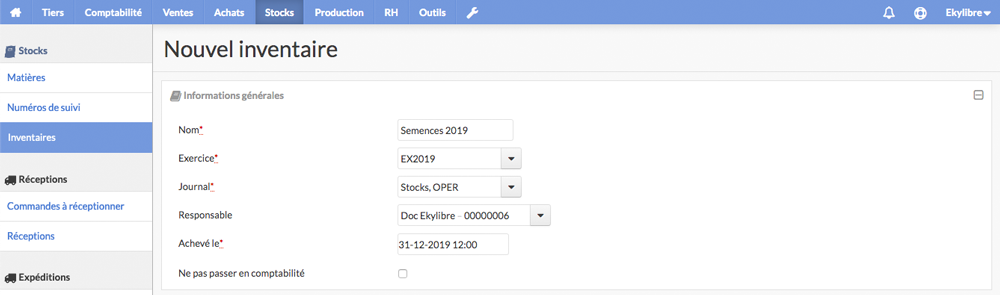 Tiers Comptabilité Ventes Achats Stocks Production RH Outils Ekylibre
Stocks
Matières
Numéros de suivi
Inventaires
Réceptions
Commandes à réceptionner
Réceptions
Expéditions
Nouvel inventaire
Informations générales
Nom* Semences 2019
Exercice* EX2019
Journal* Stocks, OPER
Responsable Doc Ekylibre - 00000006
Achevé le* 31-12-2019 12:00
Ne pas passer en comptabilité